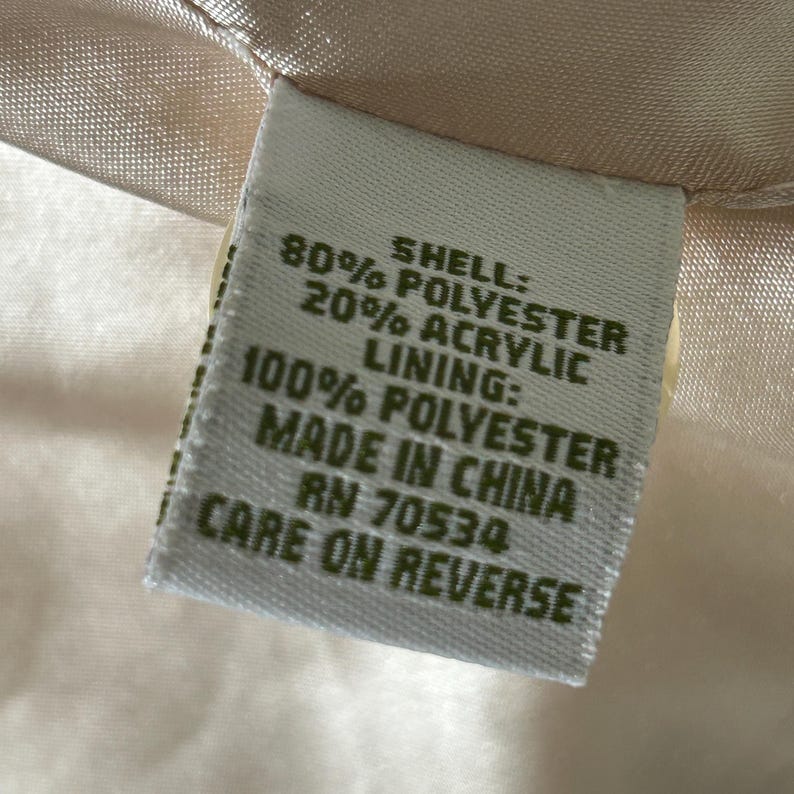 SHELL:
80% POLYESTER
20% ACRYLIC
LINING:
100% POLYESTER
MADE IN CHINA
RN 70534
CARE ON REVERSE